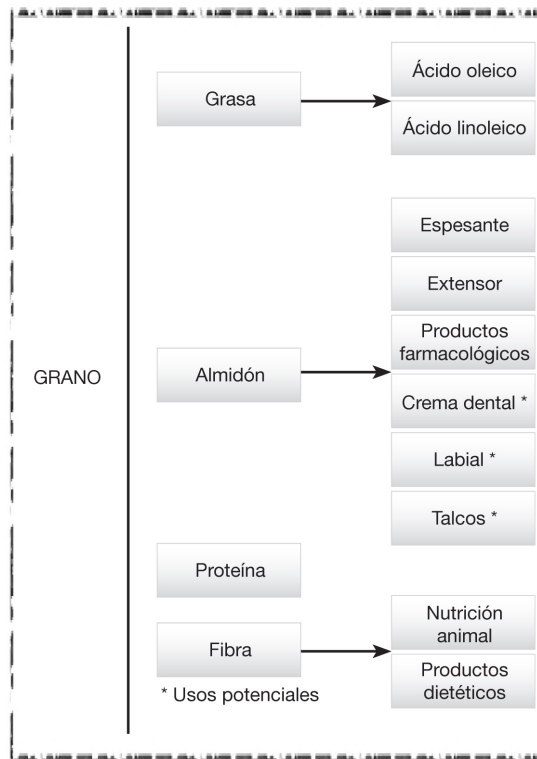 GRANO
Grasa
Ácido oleico
Ácido linoleico
Almidón
Espesante
Extensor
Productos
farmacológicos
Crema dental *
Labial *
Talcos *
Proteína
Fibra
Nutrición
animal
Productos
dietéticos
* Usos potenciales